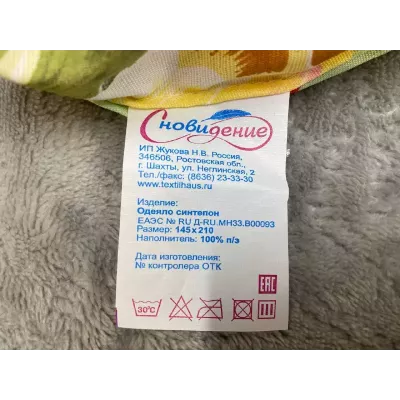 Сновидение
ИП Жукова Н.В. Россия,
346506, Ростовская обл.,
г. Шахты, ул. Неглинская, 2
Тел./факс: (8636) 23-33-30
www.textilhaus.ru
Изделие:
Одеяло синтепон
ЕАЭС № RU Д-RU.МН33.В00093
Размер: 145х210
Наполнитель: 100% п/э
Дата изготовления:
№ контролера ОТК
ЕАС
30°C